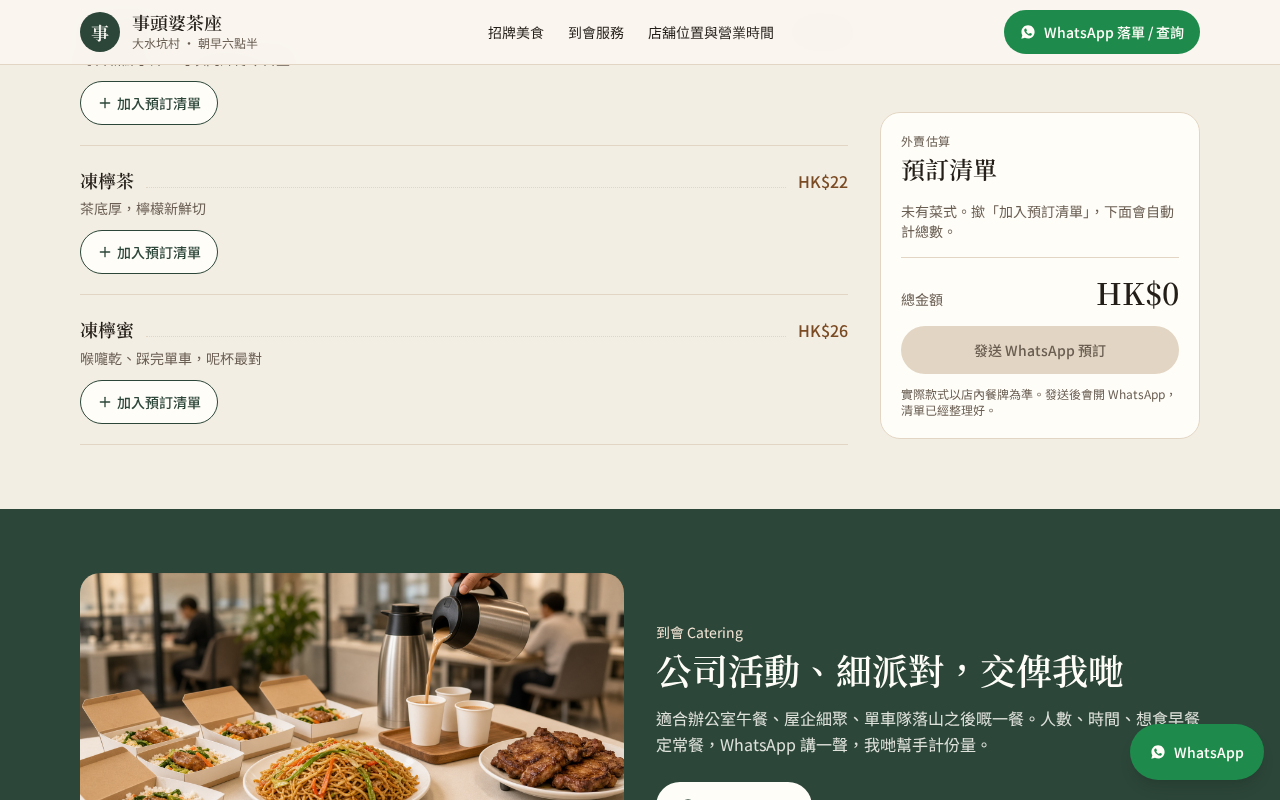 事
事頭婆茶座
大水坑村 • 朝早六點半
招牌美食
到會服務
店舖位置與營業時間
WhatsApp 落單 / 查詢
+ 加入預訂清單
凍檸茶
HK$22
茶底厚，檸檬新鮮切
+ 加入預訂清單
凍檸蜜
HK$26
喉嚨乾、踩完單車，呢杯最對
+ 加入預訂清單
外賣估算
預訂清單
未有菜式。撳「加入預訂清單」，下面會自動
計總數。
總金額
HK$0
發送 WhatsApp 預訂
實際款式以店內餐牌為準。發送後會開 WhatsApp，
清單已經整理好。
到會 Catering
公司活動、細派對，交俾我哋
適合辦公室午餐、屋企細聚、單車隊落山之後嘅一餐。人數、時間、想食早餐
定常餐，WhatsApp 講一聲，我哋幫手計份量。
WhatsApp